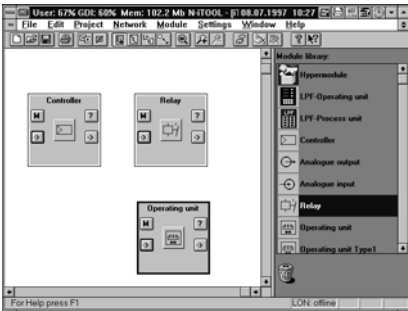 User: 67% GDI: 60% Mem: 102.2 Mb N-ITOOL - 08.07.1997 10:27
File Edit Project Network Module Settings Window Help
Module library:
Hypermodule
LPF-Operating unit
LPF-Process unit
Controller
Analogue output
Analogue input
Relay
Operating unit
Operating unit Type1
Controller
M ?
Relay
M ?
Operating unit
M ?
For Help press F1
LON: offline